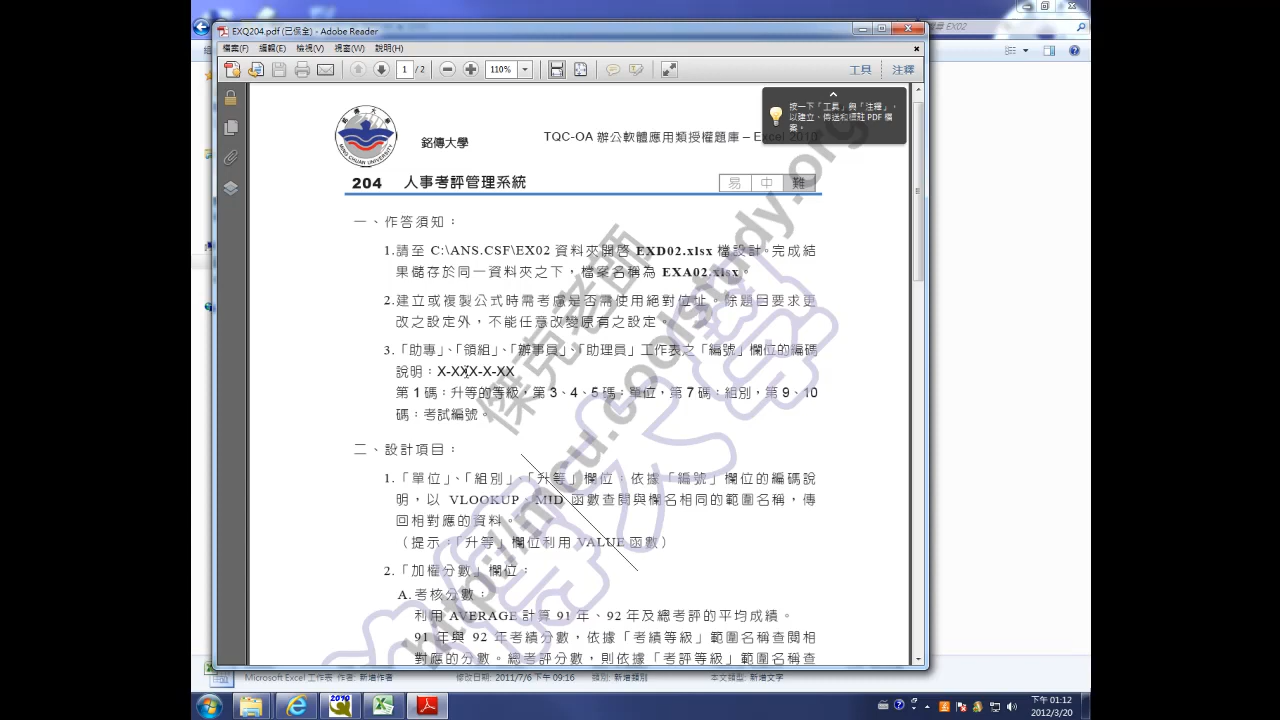 EX02
EXQ204.pdf (已保全) - Adobe Reader
檔案(F) 編輯(E) 檢視(V) 視窗(W) 說明(H)
1 / 2 110% 工具 注釋
按一下「工具」與「注釋」,
以建立、傳送和標註 PDF 檔
案。
銘傳大學 TQC-OA 辦公軟體應用類授權題庫－Excel 2010
MING CHUAN UNIVERSITY
204 人事考評管理系統 易 中 難
一、作答須知：
1.請至 C:\ANS.CSF\EX02 資料夾開啓 EXD02.xlsx 檔設計。完成結
果儲存於同一資料夾之下，檔案名稱為 EXA02.xlsx。
2.建立或複製公式時需考慮是否需使用絕對位址。除題目要求更
改之設定外，不能任意改變原有之設定。
3.「助專」、「領組」、「辦事員」、「助理員」工作表之「編號」欄位的編碼
說明：X-XXX-X-XX
第 1 碼：升等的等級，第 3、4、5 碼：單位，第 7 碼：組別，第 9、10
碼：考試編號。
二、設計項目：
1.「單位」、「組別」、「升等」欄位：依據「編號」欄位的編碼說
明，以 VLOOKUP、MID 函數查閱與欄名相同的範圍名稱，傳
回相對應的資料。
（提示：「升等」欄位利用 VALUE 函數）
2.「加權分數」欄位：
A.考核分數：
利用 AVERAGE 計算 91 年、92 年及總考評的平均成績。
91 年與 92 年考績分數，依據「考績等級」範圍名稱查閱相
對應的分數。總考評分數，則依據「考評等級」範圍名稱查
傑克老師
http://mcu.coolstudy.org
Microsoft Excel 工作表 作者: 新增作者 修改日期: 2011/7/6 下午 09:16 類別: 新增類別 本文類型: 新增文字
2010
下午 01:12
2012/3/20